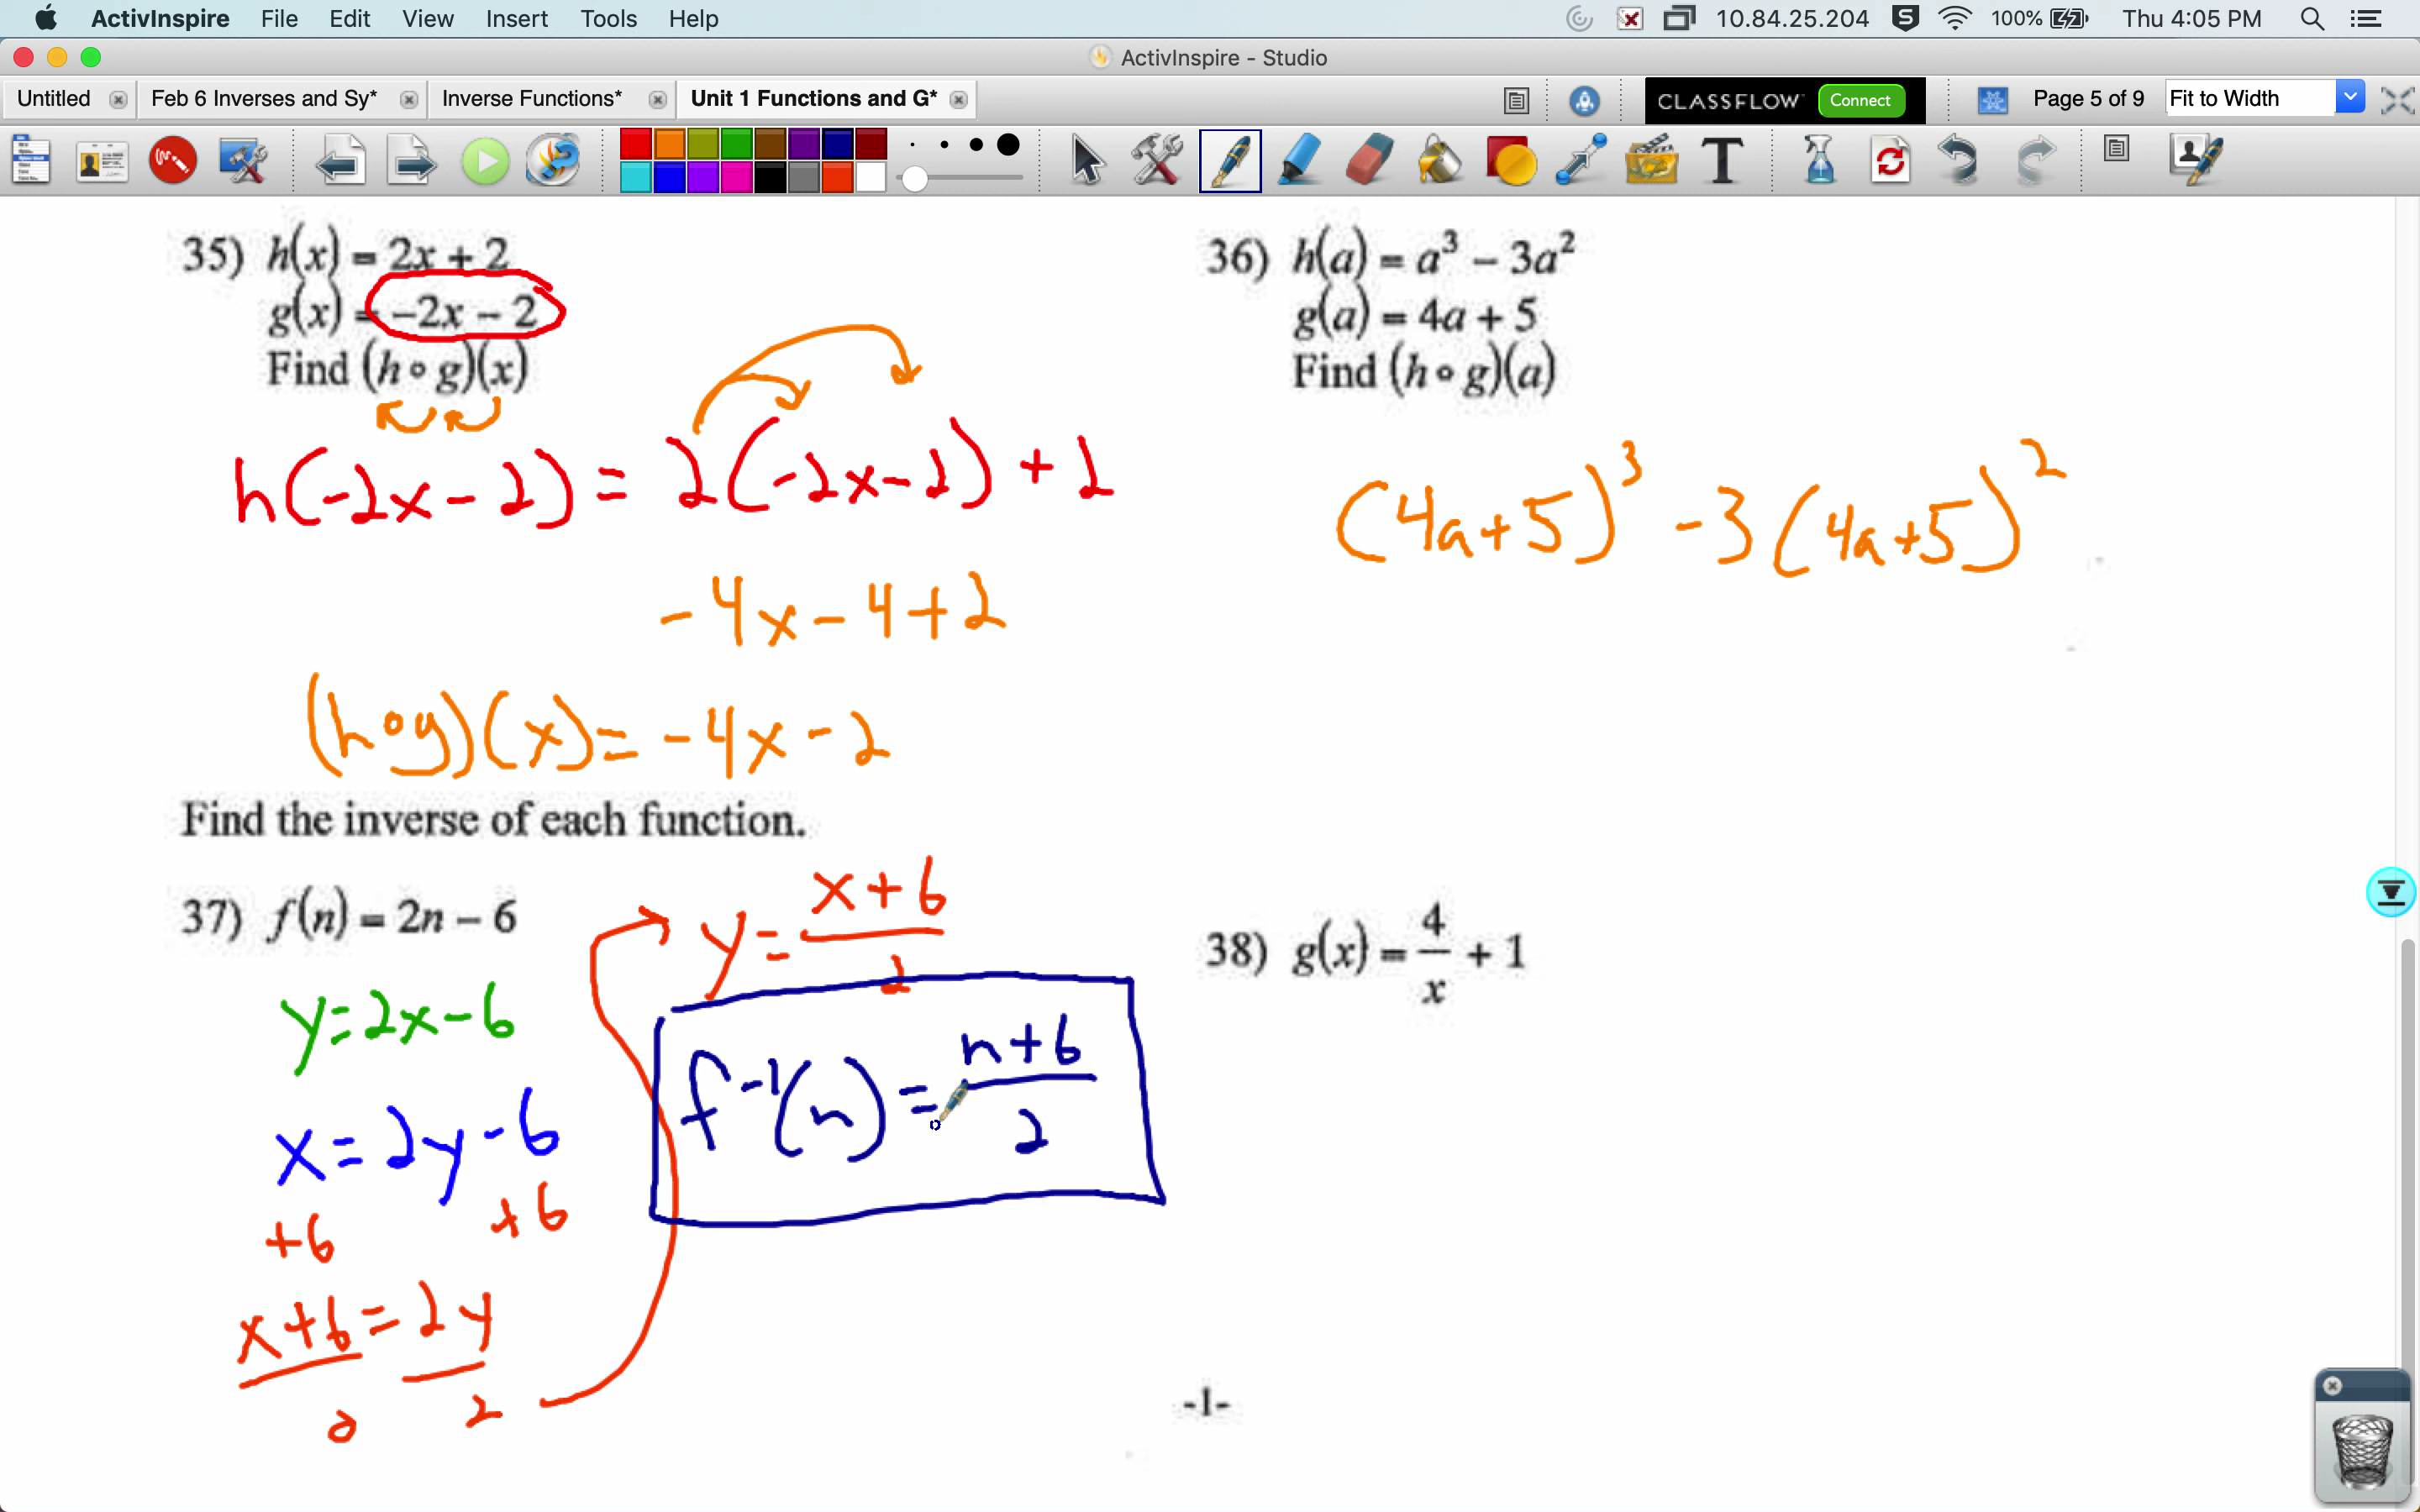 ActivInspire File Edit View Insert Tools Help 10.84.25.204 S 100% Thu 4:05 PM
ActivInspire - Studio
Untitled Feb 6 Inverses and Sy* Inverse Functions* Unit 1 Functions and G* CLASSFLOW Connect Page 5 of 9 Fit to Width
T
35) h(x) = 2x + 2
g(x) = -2x - 2
Find (h ∘ g)(x)
h(-2x-2) = 2(-2x-2)+2
-4x-4+2
(h∘g)(x) = -4x-2
36) h(a) = a³ - 3a²
g(a) = 4a + 5
Find (h ∘ g)(a)
(4a+5)³ -3(4a+5)²
Find the inverse of each function.
37) f(n) = 2n - 6
y=2x-6
x=2y-6
+6 +6
x+6 = 2y
2 2
y = x+6
2
f⁻¹(n) = n+6
2
38) g(x) = 4/x + 1
-1-